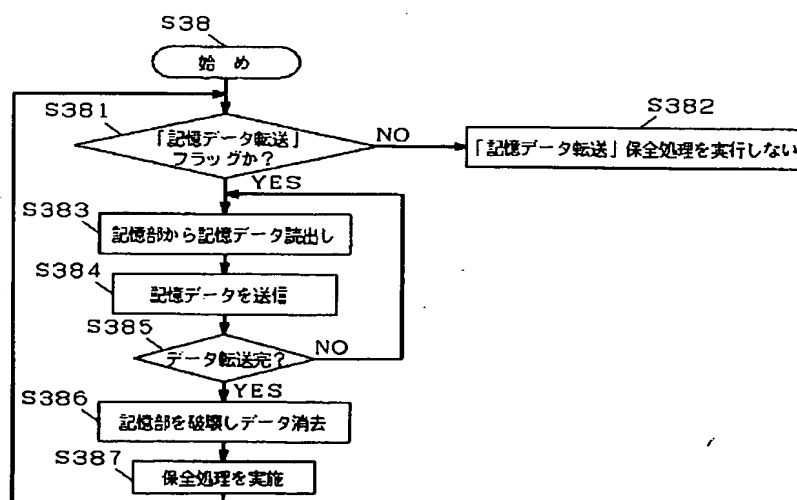 S38
始め
S381
「記憶データ転送」
フラッグか?
NO
S382
「記憶データ転送」保全処理を実行しない
YES
S383
記憶部から記憶データ読出し
S384
記憶データを送信
S385
データ転送完?
NO
YES
S386
記憶部を破壊しデータ消去
S387
保全処理を実施